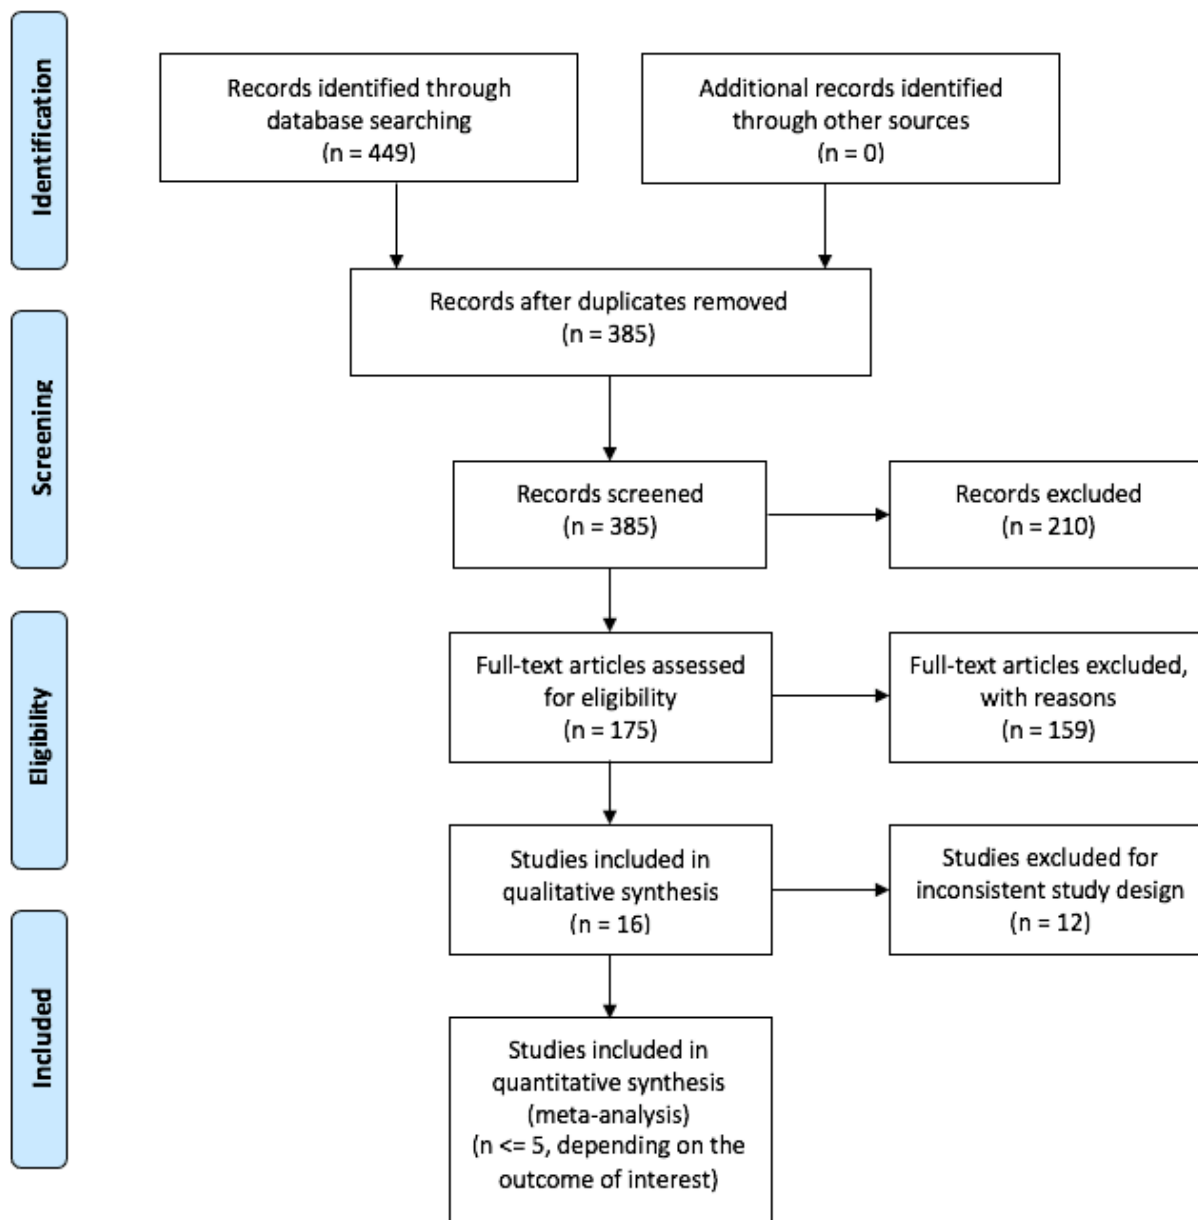 Identification
Records identified through
database searching
(n = 449)
Additional records identified
through other sources
(n = 0)
Records after duplicates removed
(n = 385)
Screening
Records screened
(n = 385)
Records excluded
(n = 210)
Eligibility
Full-text articles assessed
for eligibility
(n = 175)
Full-text articles excluded,
with reasons
(n = 159)
Studies included in
qualitative synthesis
(n = 16)
Studies excluded for
inconsistent study design
(n = 12)
Included
Studies included in
quantitative synthesis
(meta-analysis)
(n <= 5, depending on the
outcome of interest)